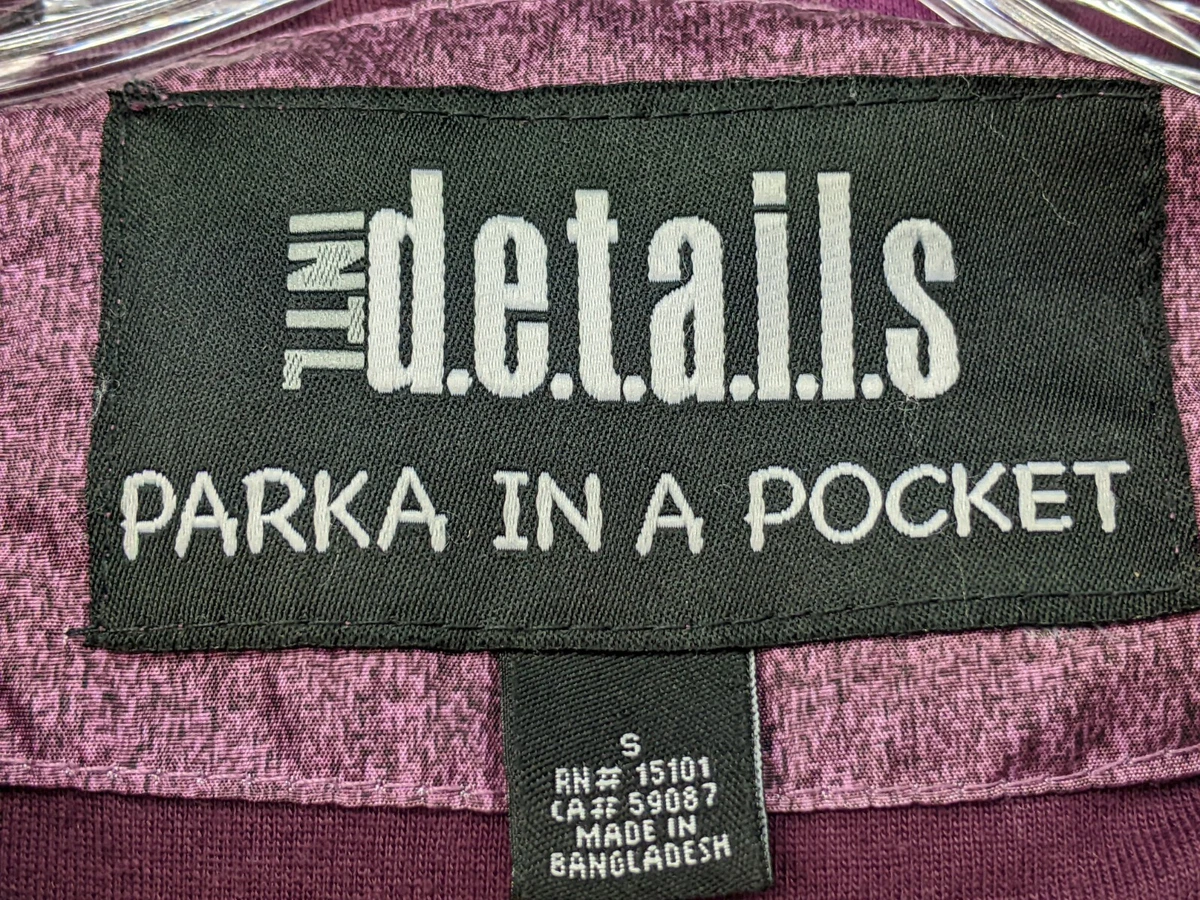 INTL d.e.t.a.i.l.s
PARKA IN A POCKET
S
RN# 15101
CA# 59087
MADE IN
BANGLADESH